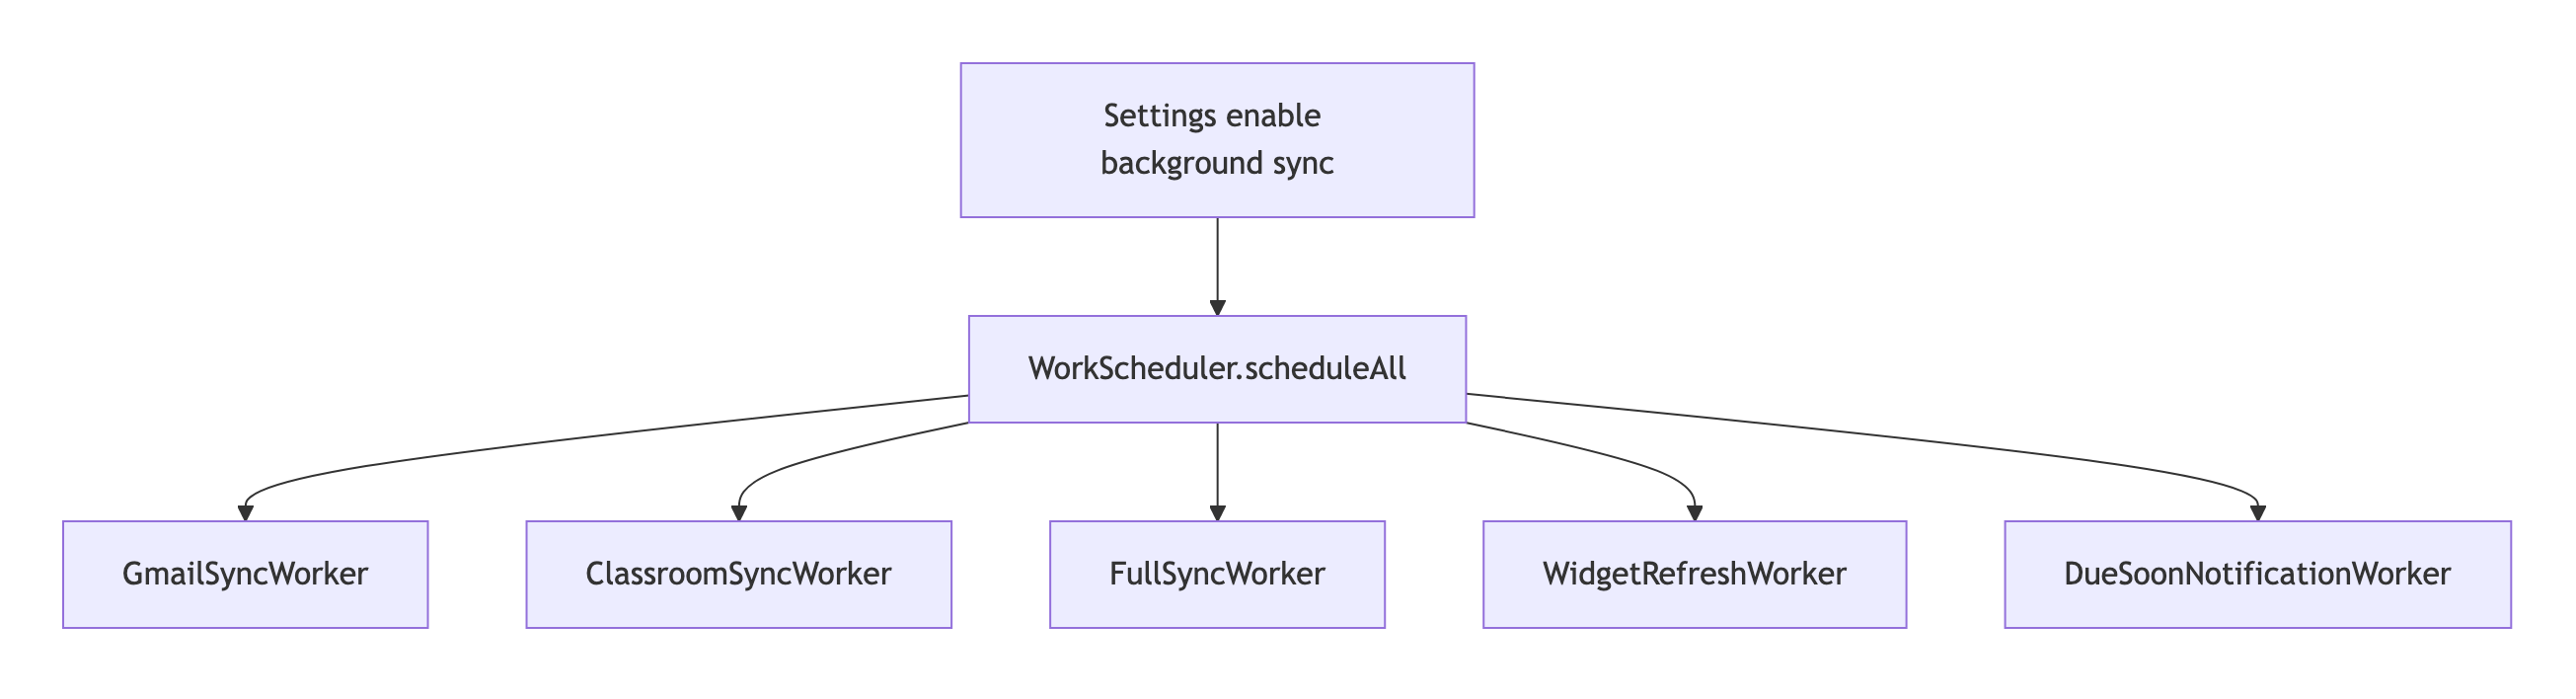 Settings enable
background sync
WorkScheduler.scheduleAll
GmailSyncWorker
ClassroomSyncWorker
FullSyncWorker
WidgetRefreshWorker
DueSoonNotificationWorker